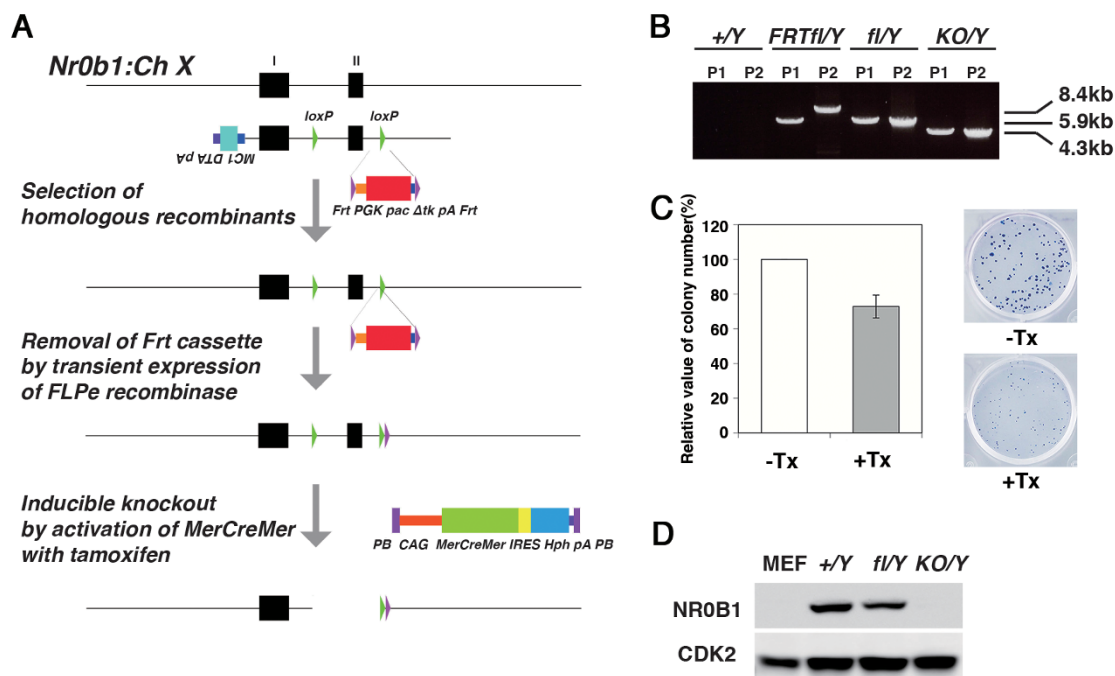 A
Nr0b1:Ch X
I
II
loxP
loxP
MC1 DTA pA
Selection of
homologous recombinants
Frt PGK pac Δtk pA Frt
Removal of Frt cassette
by transient expression
of FLPe recombinase
Inducible knockout
by activation of MerCreMer
with tamoxifen
PB CAG MerCreMer IRES Hph pA PB
B
+/Y FRTfl/Y fl/Y KO/Y
P1 P2 P1 P2 P1 P2 P1 P2
8.4kb
5.9kb
4.3kb
C
Relative value of colony number(%)
120
100
80
60
40
20
0
-Tx
+Tx
-Tx
+Tx
D
MEF +/Y fl/Y KO/Y
NR0B1
CDK2